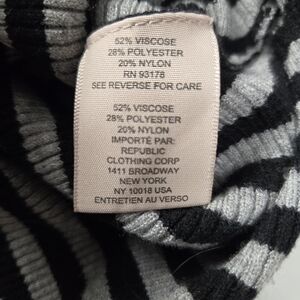 52% VISCOSE
28% POLYESTER
20% NYLON
RN 93178
SEE REVERSE FOR CARE
52% VISCOSE
28% POLYESTER
20% NYLON
IMPORTÉ PAR:
REPUBLIC
CLOTHING CORP
1411 BROADWAY
NEW YORK
NY 10018 USA
ENTRETIEN AU VERSO